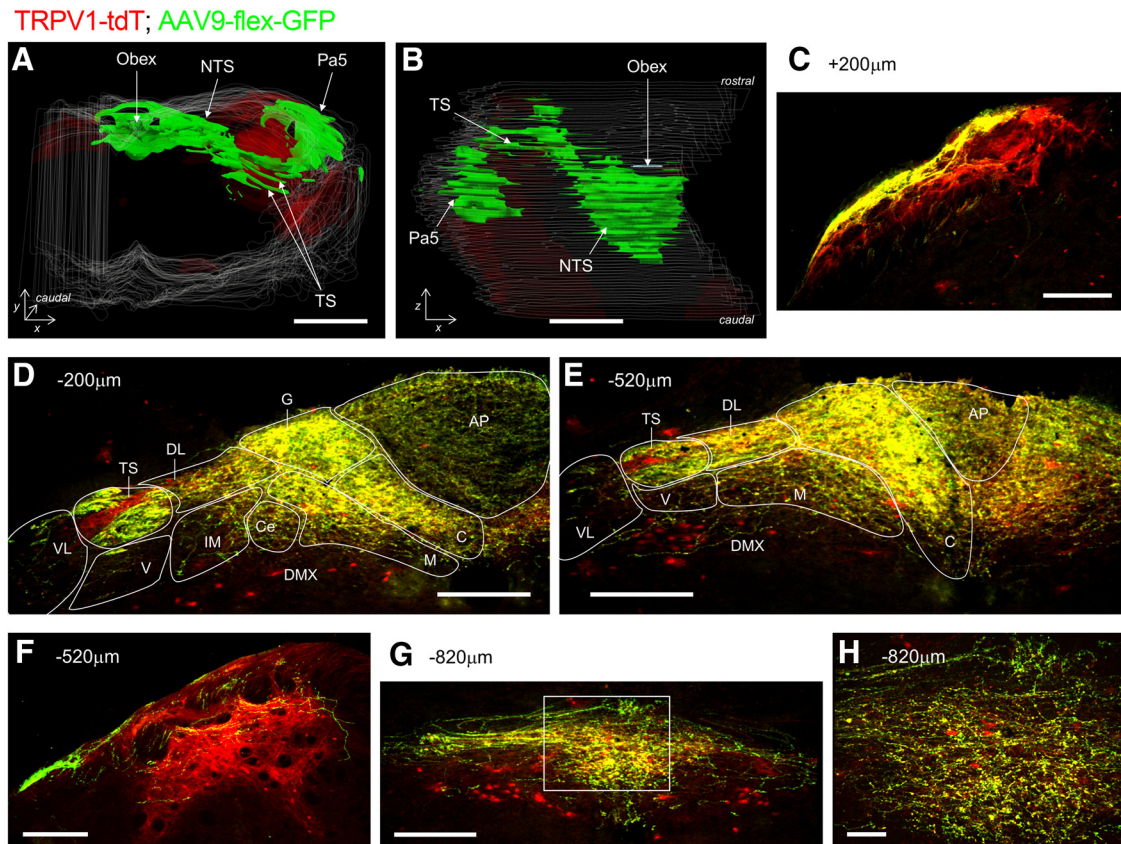 TRPV1-tdT; AAV9-flex-GFP
A
Obex
NTS
Pa5
TS
caudal
y
x
B
Obex
rostral
TS
Pa5
NTS
z
x
caudal
C +200μm
D -200μm
G
AP
DL
TS
VL
V
IM
Ce
DMX
M
C
E -520μm
AP
DL
TS
V
M
VL
DMX
C
F -520μm
G -820μm
H -820μm